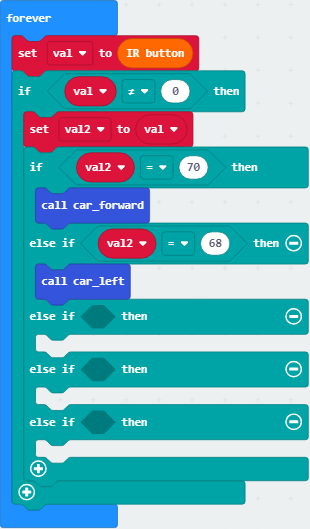 forever
set val to IR button
if val ≠ 0 then
set val2 to val
if val2 = 70 then
call car_forward
else if val2 = 68 then
call car_left
else if then
else if then
else if then